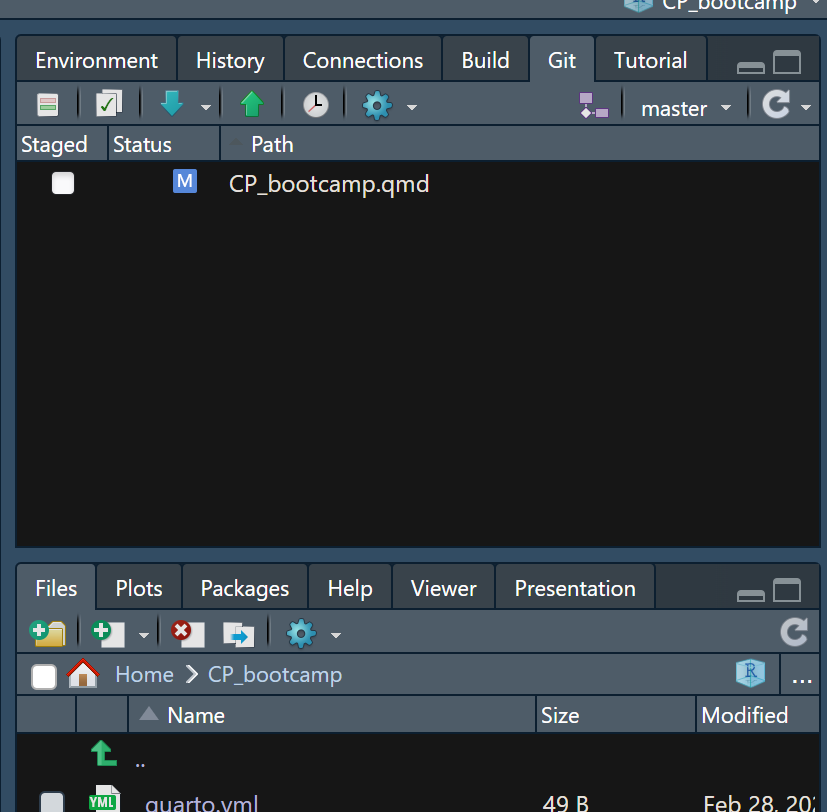 CP_bootcamp
Environment History Connections Build Git Tutorial
master
Staged Status Path
M CP_bootcamp.qmd
Files Plots Packages Help Viewer Presentation
Home CP_bootcamp R ...
Name Size Modified
..
YML quarto.yml 49 B Feb 28, 202